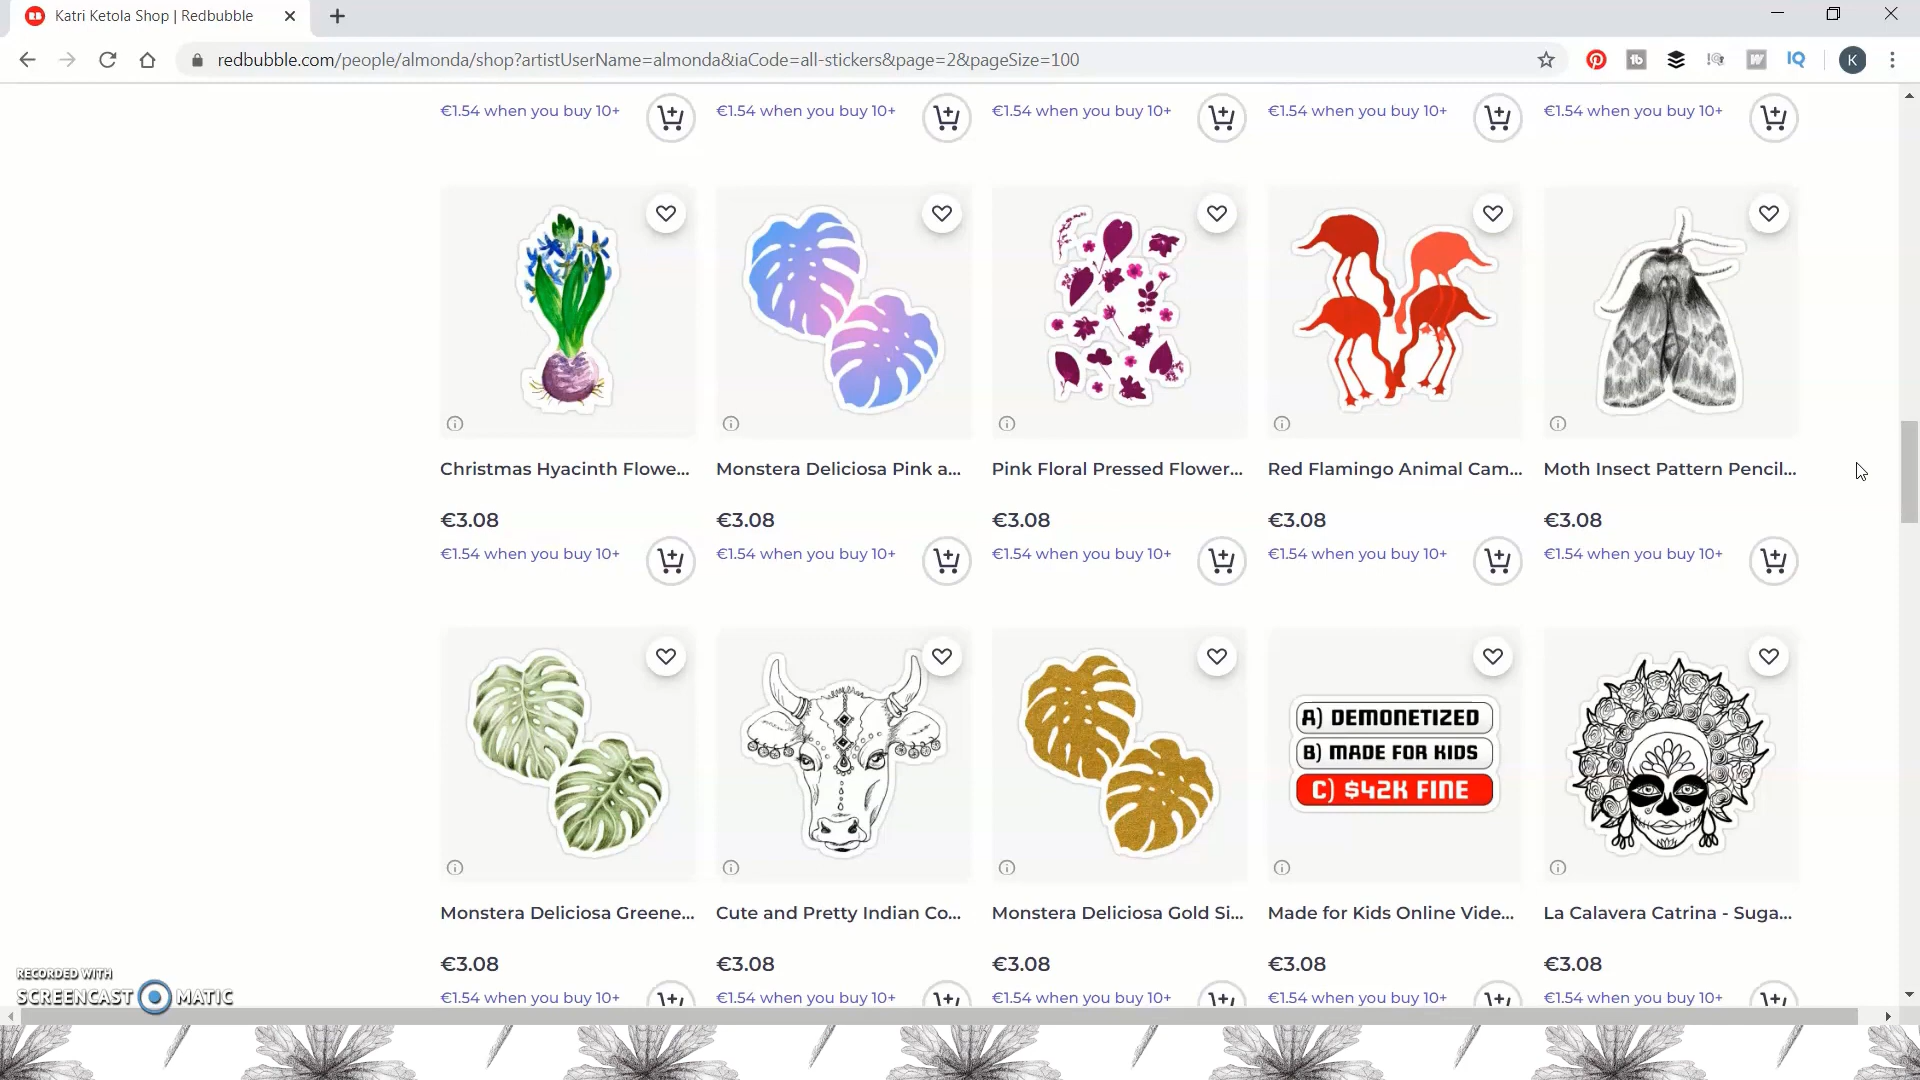 Katri Ketola Shop | Redbubble
redbubble.com/people/almonda/shop?artistUserName=almonda&iaCode=all-stickers&page=2&pageSize=100
K
€1.54 when you buy 10+ €1.54 when you buy 10+ €1.54 when you buy 10+ €1.54 when you buy 10+ €1.54 when you buy 10+
Christmas Hyacinth Flowe... Monstera Deliciosa Pink a... Pink Floral Pressed Flower... Red Flamingo Animal Cam... Moth Insect Pattern Pencil...
€3.08 €3.08 €3.08 €3.08 €3.08
€1.54 when you buy 10+ €1.54 when you buy 10+ €1.54 when you buy 10+ €1.54 when you buy 10+ €1.54 when you buy 10+
A) DEMONETIZED
B) MADE FOR KIDS
C) $42K FINE
Monstera Deliciosa Greene... Cute and Pretty Indian Co... Monstera Deliciosa Gold Si... Made for Kids Online Vide... La Calavera Catrina - Suga...
€3.08 €3.08 €3.08 €3.08 €3.08
€1.54 when you buy 10+ €1.54 when you buy 10+ €1.54 when you buy 10+ €1.54 when you buy 10+ €1.54 when you buy 10+
RECORDED WITH
SCREENCAST MATIC